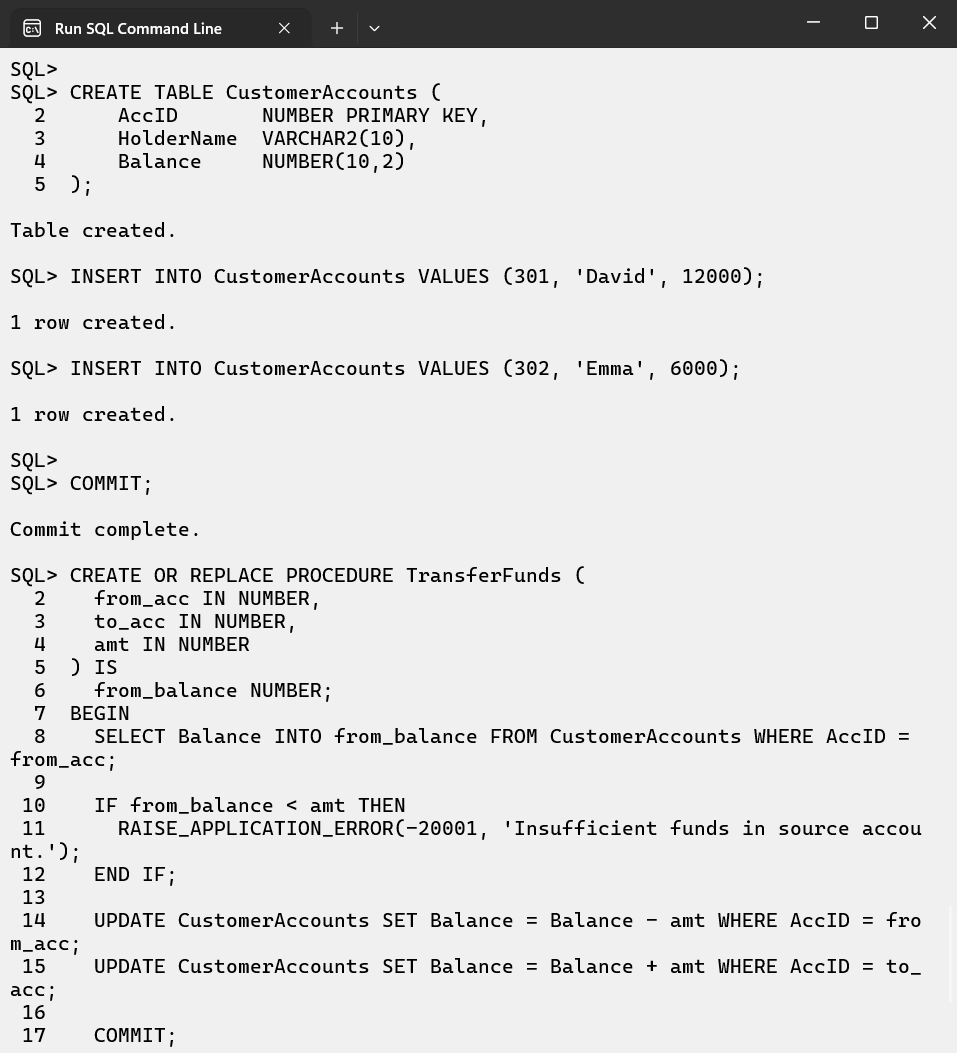 Run SQL Command Line
SQL>
SQL> CREATE TABLE CustomerAccounts (
  2      AccID       NUMBER PRIMARY KEY,
  3      HolderName  VARCHAR2(10),
  4      Balance     NUMBER(10,2)
  5  );
Table created.
SQL> INSERT INTO CustomerAccounts VALUES (301, 'David', 12000);
1 row created.
SQL> INSERT INTO CustomerAccounts VALUES (302, 'Emma', 6000);
1 row created.
SQL>
SQL> COMMIT;
Commit complete.
SQL> CREATE OR REPLACE PROCEDURE TransferFunds (
  2    from_acc IN NUMBER,
  3    to_acc IN NUMBER,
  4    amt IN NUMBER
  5  ) IS
  6    from_balance NUMBER;
  7  BEGIN
  8    SELECT Balance INTO from_balance FROM CustomerAccounts WHERE AccID =
from_acc;
  9
 10    IF from_balance < amt THEN
 11      RAISE_APPLICATION_ERROR(-20001, 'Insufficient funds in source accou
nt.');
 12    END IF;
 13
 14    UPDATE CustomerAccounts SET Balance = Balance - amt WHERE AccID = fro
m_acc;
 15    UPDATE CustomerAccounts SET Balance = Balance + amt WHERE AccID = to_
acc;
 16
 17    COMMIT;